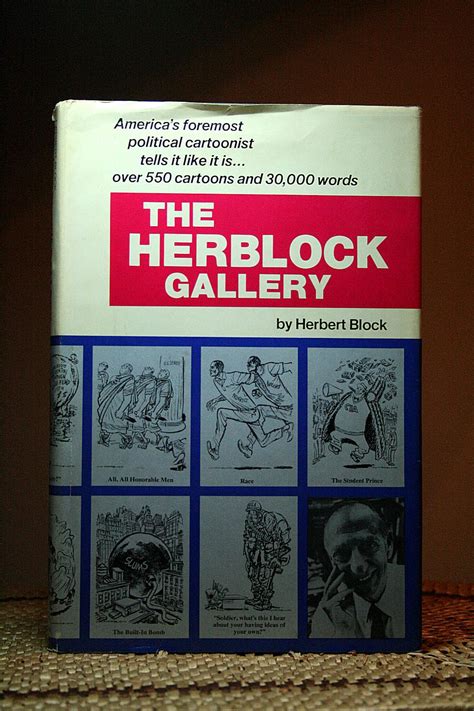 America's foremost
political cartoonist
tells it like it is...
over 550 cartoons and 30,000 words
THE
HERBLOCK
GALLERY
by Herbert Block
All, All Honorable Men
Race
The Student Prince
SLUMS
The Built-In Bomb
"Soldier, what's this I hear
about your having ideas of
your own?"